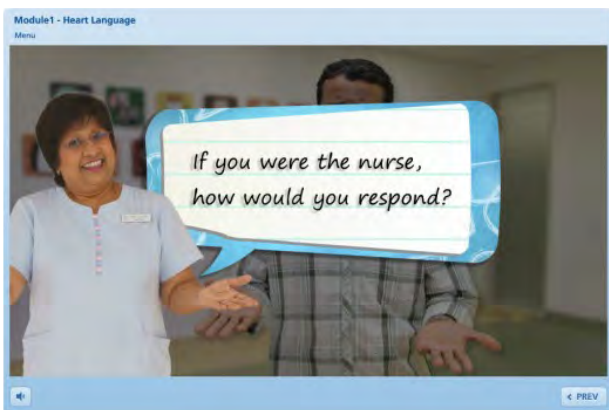 Module1 - Heart Language
Menu
If you were the nurse,
how would you respond?
PREV